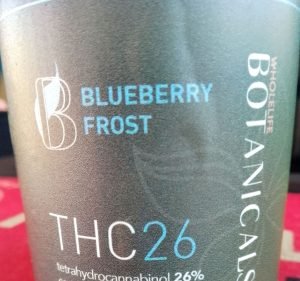 BLUEBERRY
FROST
THC26
tetrahydrocannabinol 26%
WHOLELIFE
BOTANICALS